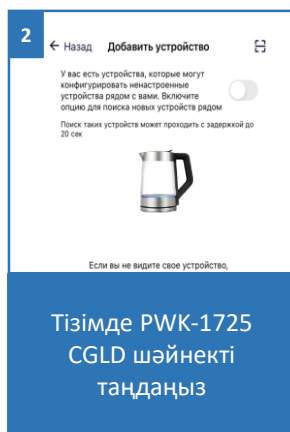 2
Назад Добавить устройство
У вас есть устройства, которые могут
конфигурировать ненастроенные
устройства рядом с вами. Включите
опцию для поиска новых устройств рядом
Поиск таких устройств может проходить с задержкой до
20 сек
Если вы не видите свое устройство,
Тізімде PWK-1725
CGLD шәйнекті
таңдаңыз